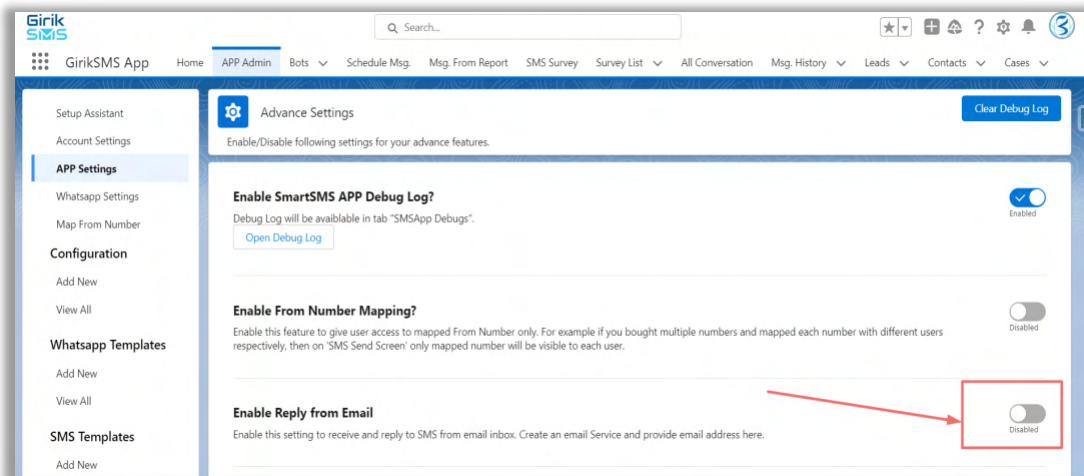 Girik
SMS
Search...
GirikSMS App
Home
APP Admin
Bots
Schedule Msg.
Msg. From Report
SMS Survey
Survey List
All Conversation
Msg. History
Leads
Contacts
Cases
Setup Assistant
Account Settings
APP Settings
Whatsapp Settings
Map From Number
Configuration
Add New
View All
Whatsapp Templates
Add New
View All
SMS Templates
Add New
Advance Settings
Clear Debug Log
Enable/Disable following settings for your advance features.
Enable SmartSMS APP Debug Log?
Debug Log will be availablable in tab "SMSApp Debugs".
Open Debug Log
Enabled
Enable From Number Mapping?
Enable this feature to give user access to mapped From Number only. For example if you bought multiple numbers and mapped each number with different users
respectively, then on 'SMS Send Screen' only mapped number will be visible to each user.
Disabled
Enable Reply from Email
Enable this setting to receive and reply to SMS from email inbox. Create an email Service and provide email address here.
Disabled